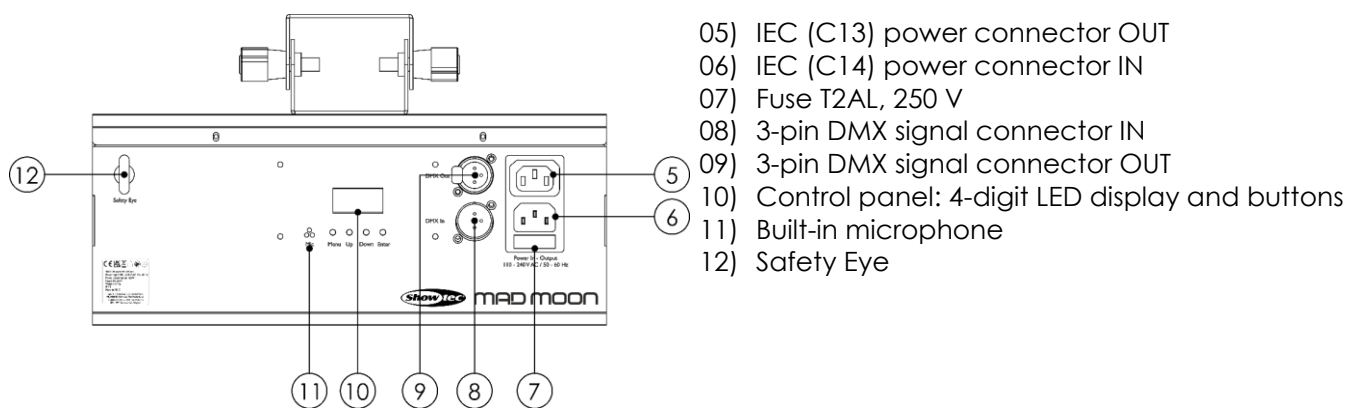 05) IEC (C13) power connector OUT
06) IEC (C14) power connector IN
07) Fuse T2AL, 250 V
08) 3-pin DMX signal connector IN
09) 3-pin DMX signal connector OUT
10) Control panel: 4-digit LED display and buttons
11) Built-in microphone
12) Safety Eye
12
Safety Eye
DMX Out
5
DMX In
6
Mic Menu Up Down Enter
Power In - Output
110 - 240V AC / 50 - 60 Hz
Showtec MAD MOON
11 10 9 8 7